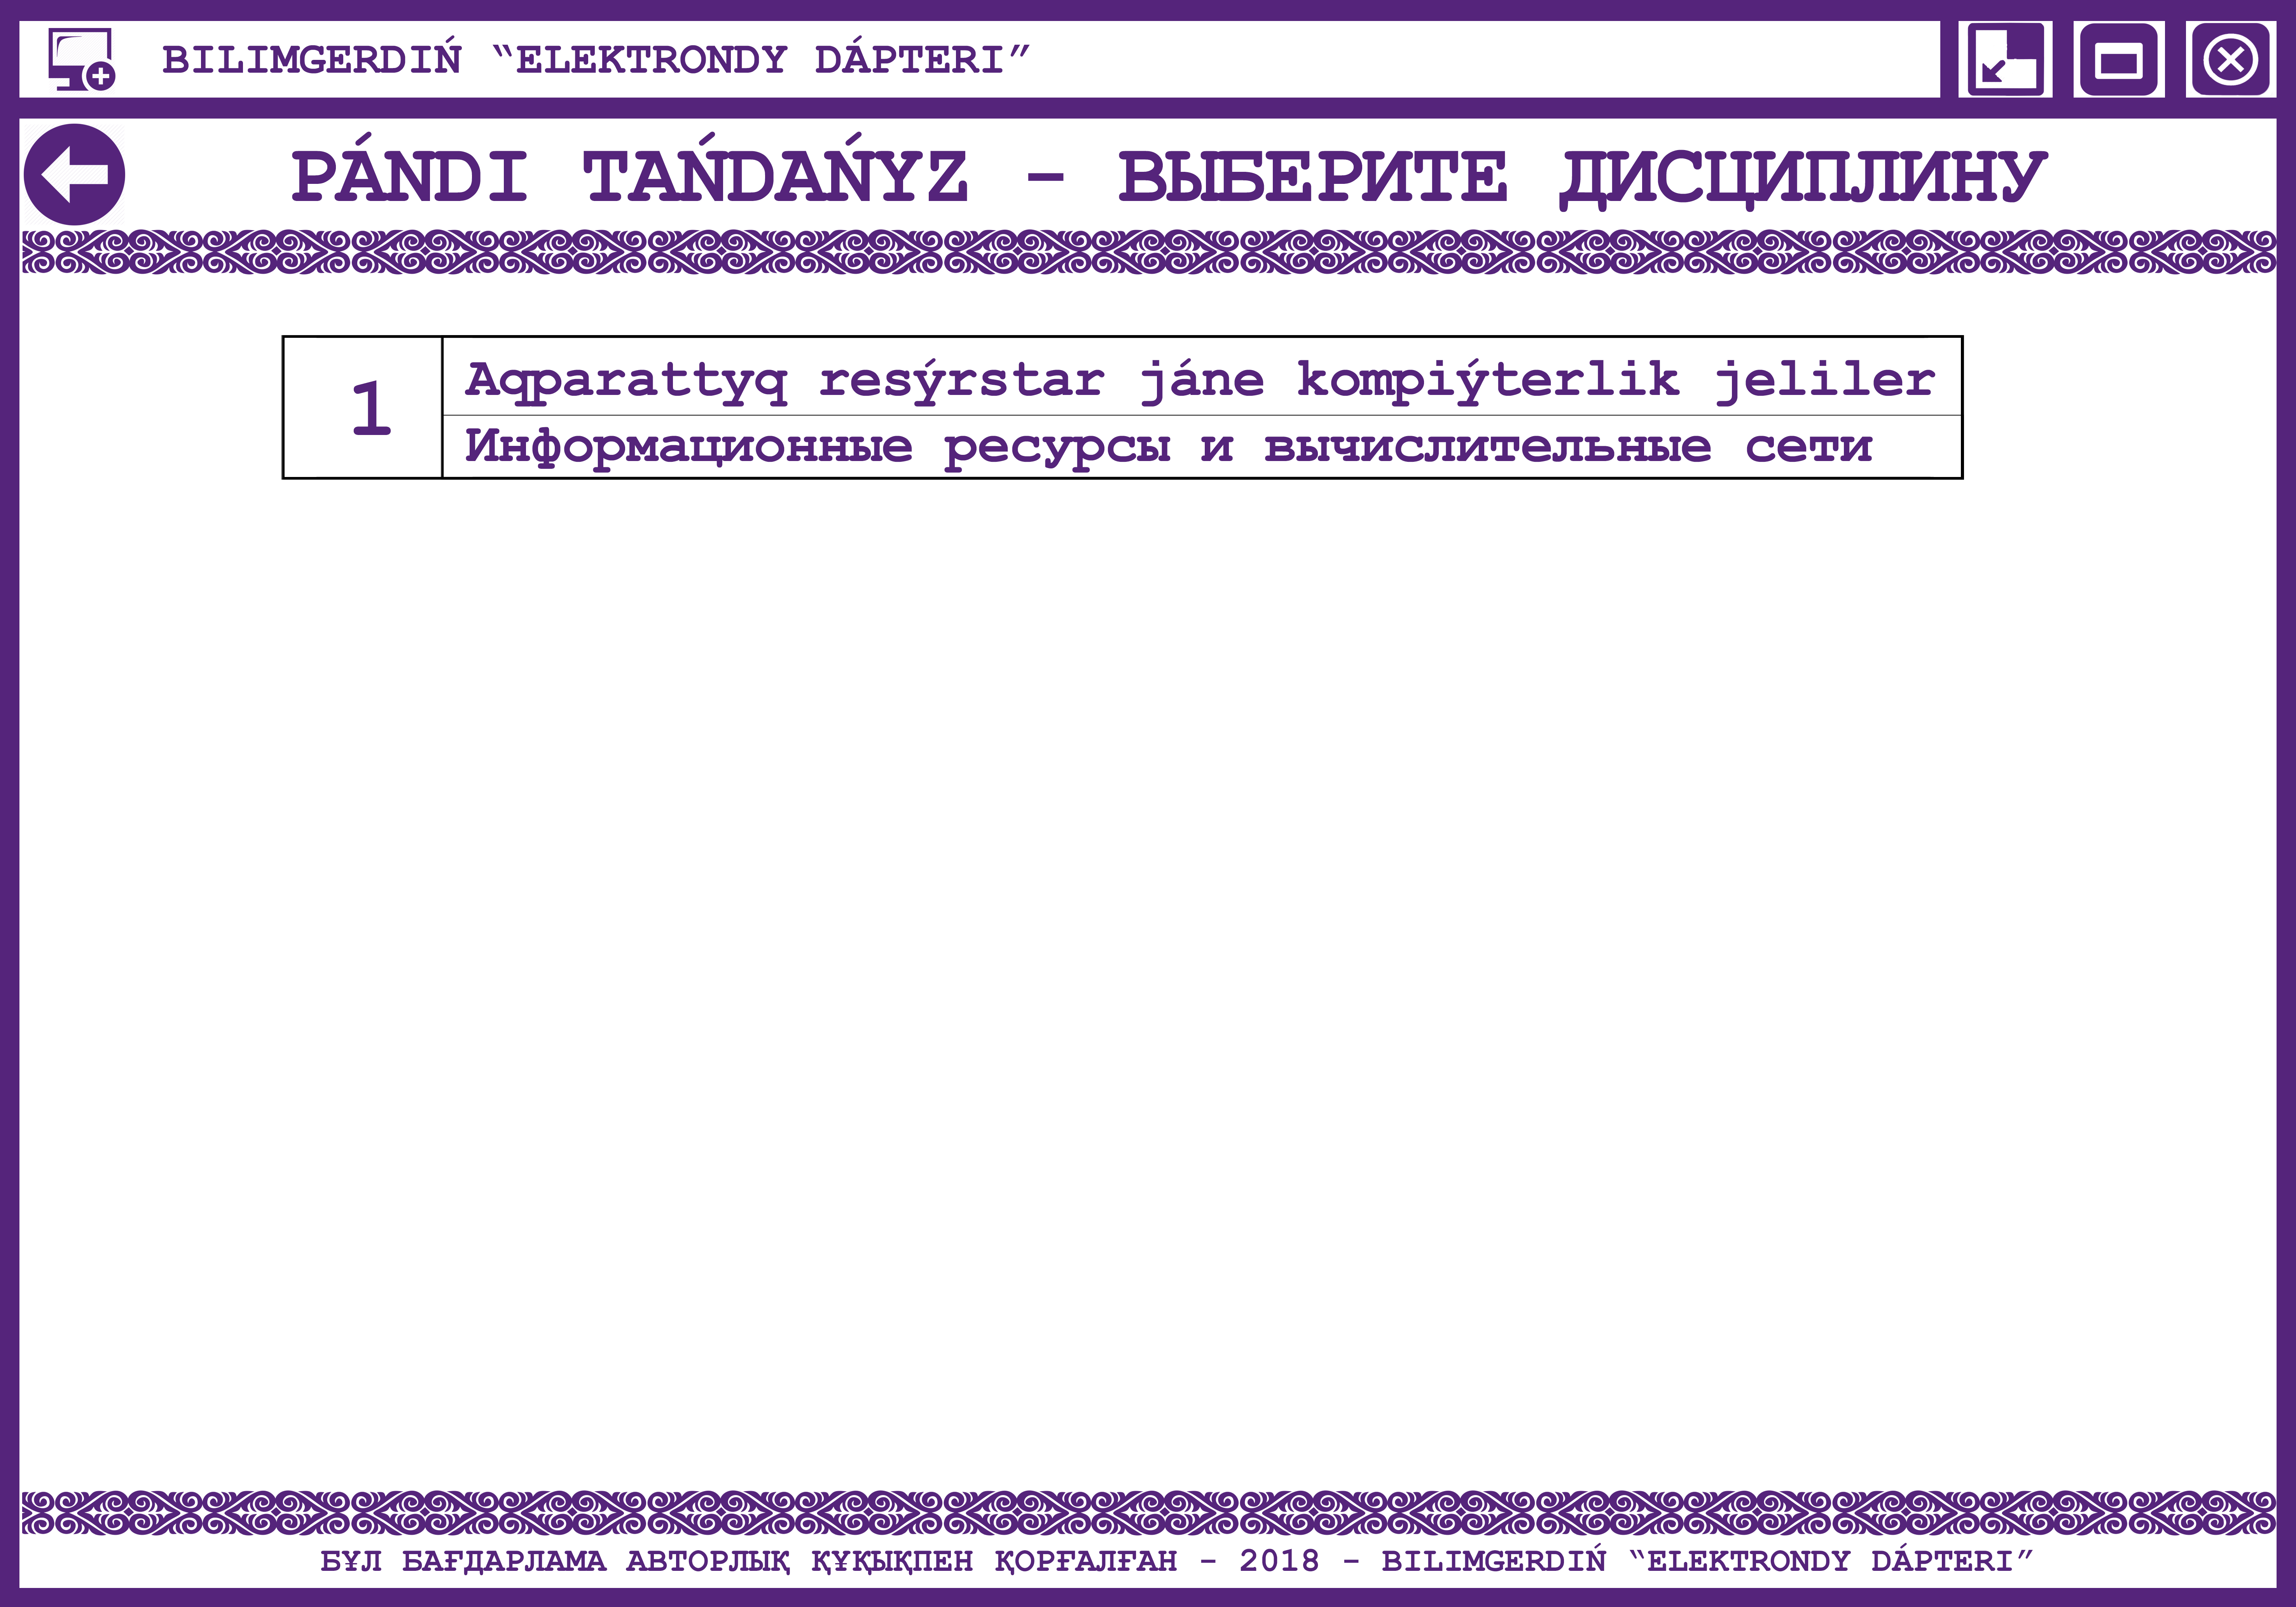 BILIMGERDIŃ “ELEKTRONDY DÁPTERI”
PÁNDI TAŃDAŃYZ – ВЫБЕРИТЕ ДИСЦИПЛИНУ
1
Aqparattyq resýrstar jáne kompiýterlik jeliler
Информационные ресурсы и вычислительные сети
БҰЛ БАҒДАРЛАМА АВТОРЛЫҚ ҚҰҚЫҚПЕН ҚОРҒАЛҒАН – 2018 – BILIMGERDIŃ “ELEKTRONDY DÁPTERI”